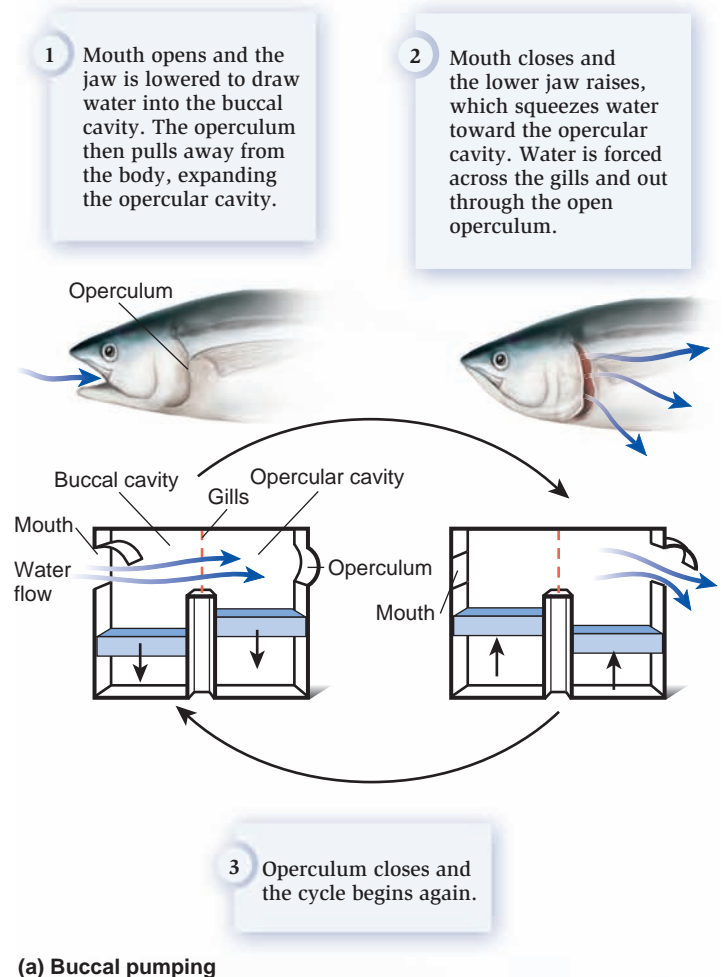 1
Mouth opens and the
jaw is lowered to draw
water into the buccal
cavity. The operculum
then pulls away from
the body, expanding
the opercular cavity.
2
Mouth closes and
the lower jaw raises,
which squeezes water
toward the opercular
cavity. Water is forced
across the gills and out
through the open
operculum.
Operculum
Buccal cavity
Opercular cavity
Gills
Mouth
Water
flow
Operculum
Mouth
3
Operculum closes and
the cycle begins again.
(a) Buccal pumping